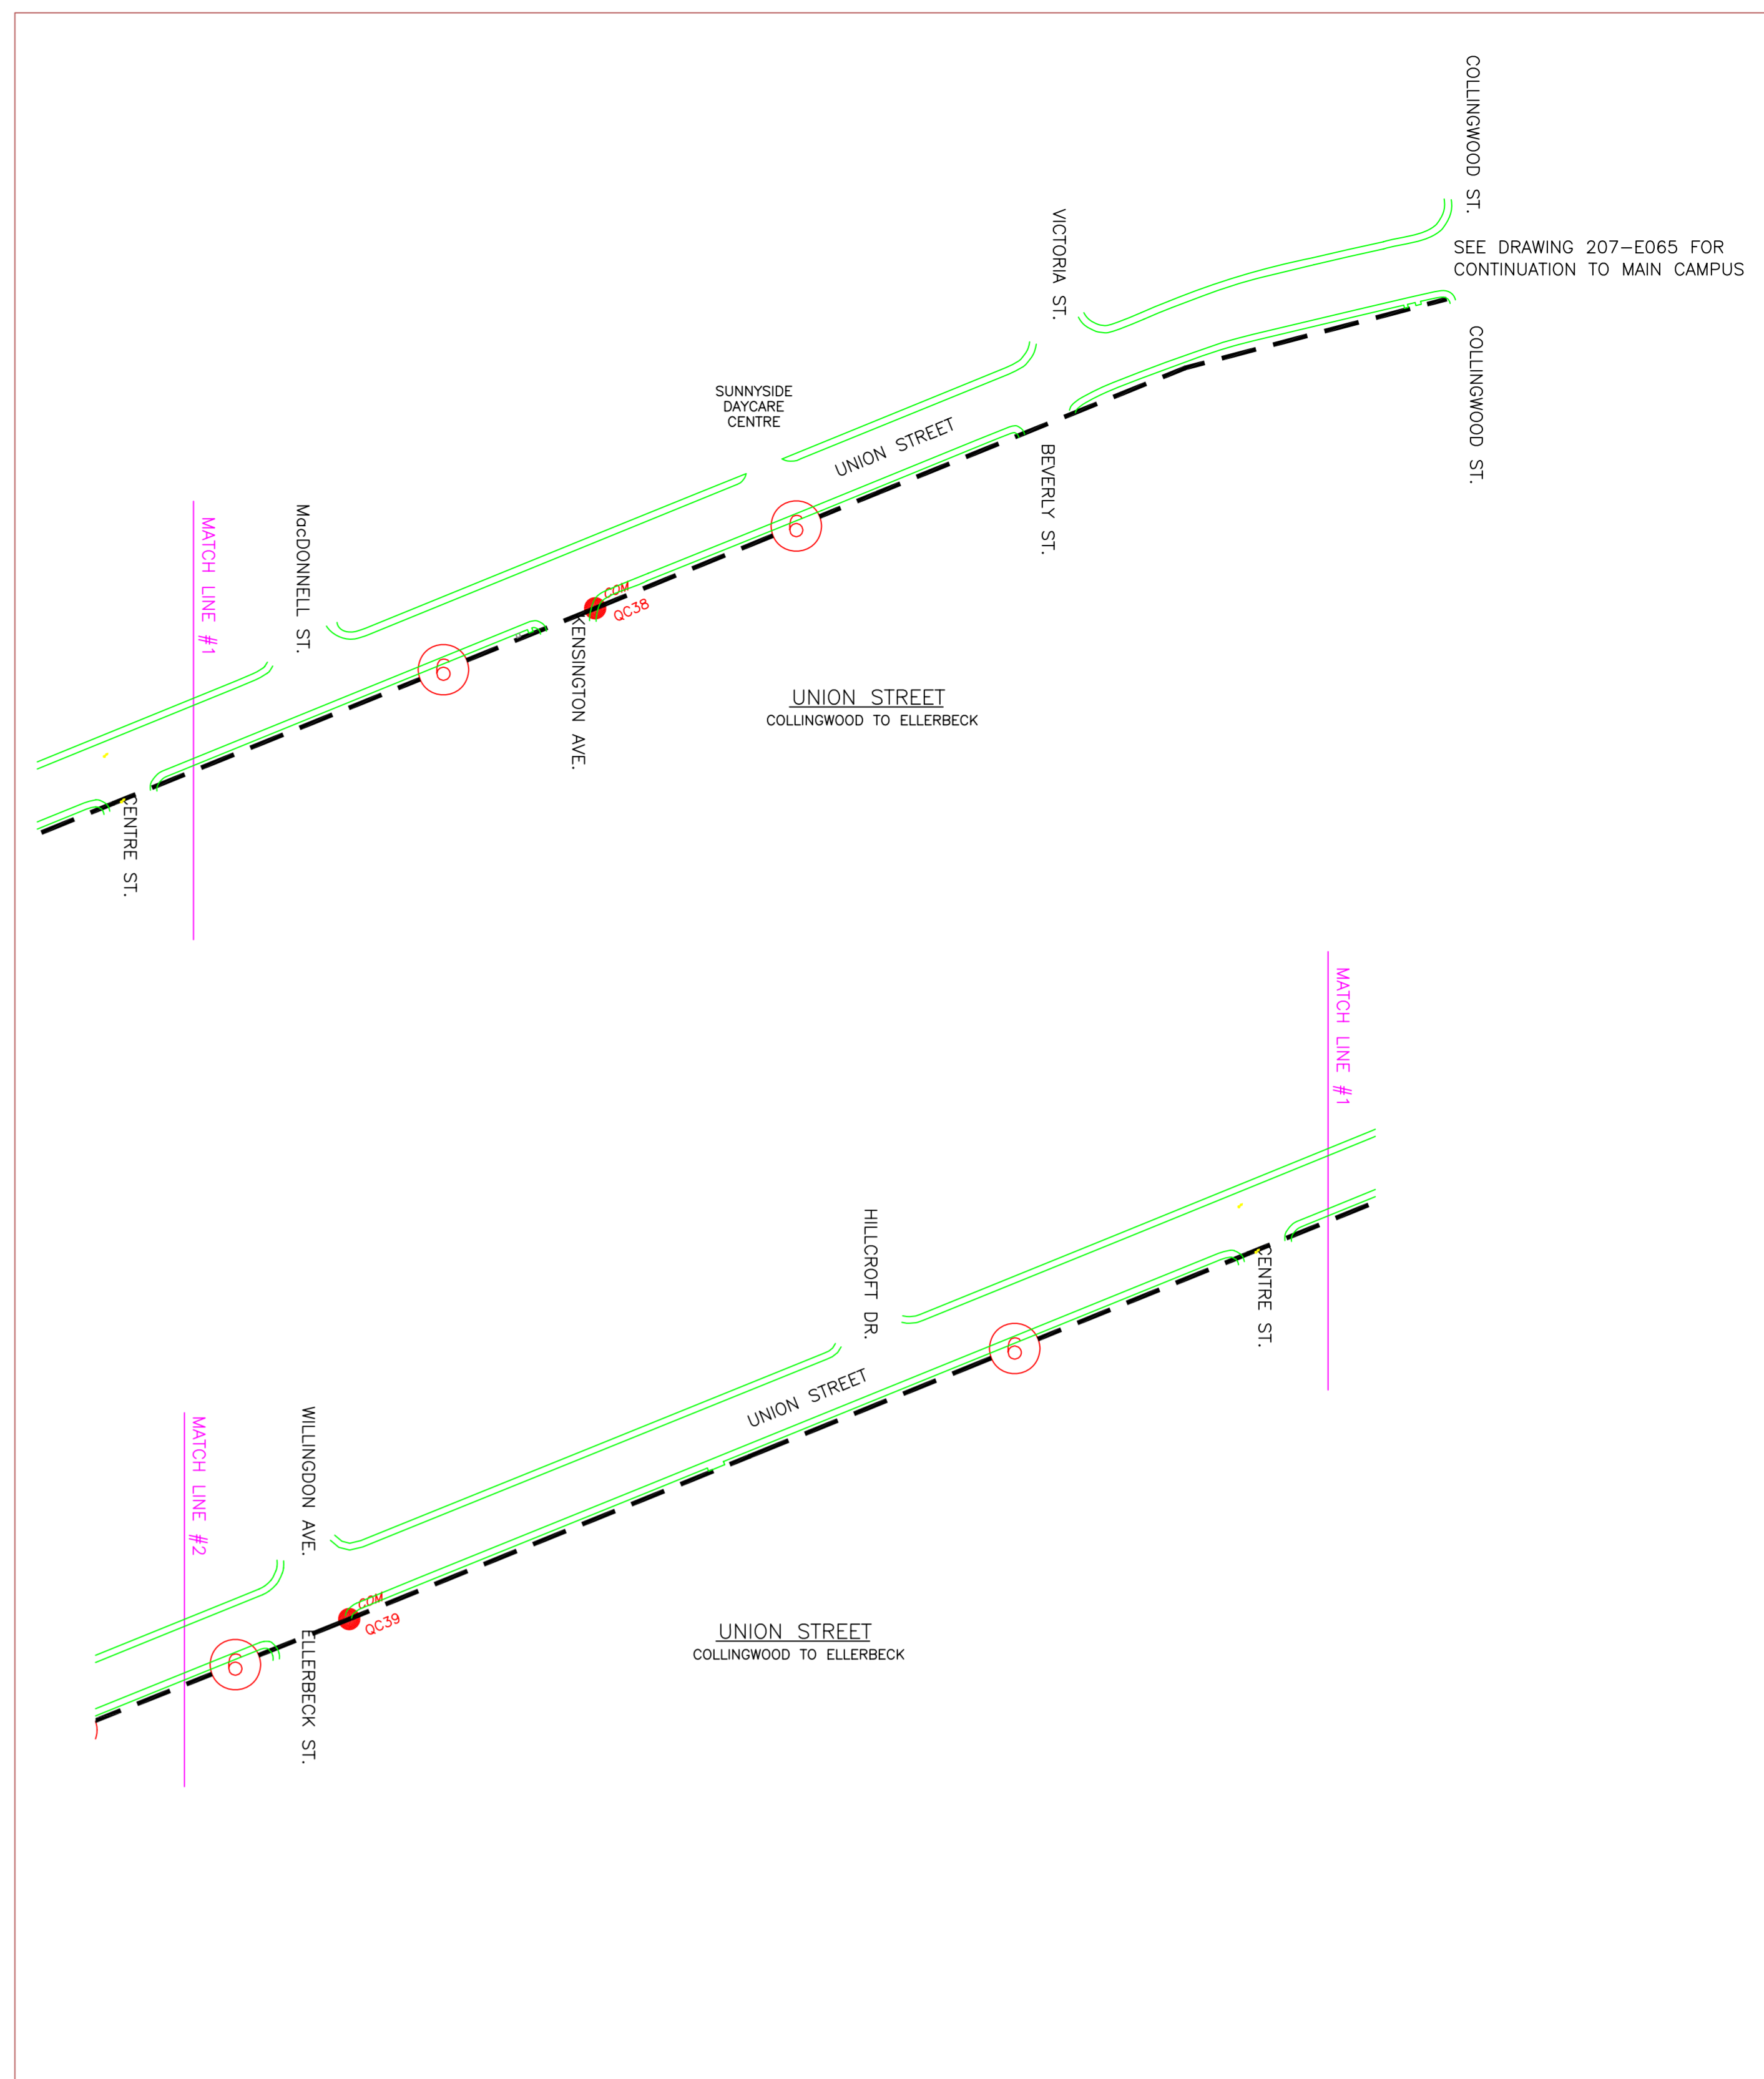 COLLINGWOOD ST.
SEE DRAWING 207-E065 FOR
CONTINUATION TO MAIN CAMPUS
VICTORIA ST.
COLLINGWOOD ST.
SUNNYSIDE
DAYCARE
CENTRE
UNION STREET
BEVERLY ST.
6
MacDONNELL ST.
MATCH LINE #1
COM
QC38
KENSINGTON AVE.
6
UNION STREET
COLLINGWOOD TO ELLERBECK
CENTRE ST.
MATCH LINE #1
HILLCROFT DR.
CENTRE ST.
6
UNION STREET
WILLINGDON AVE.
MATCH LINE #2
COM
QC39
ELLERBECK ST.
6
UNION STREET
COLLINGWOOD TO ELLERBECK